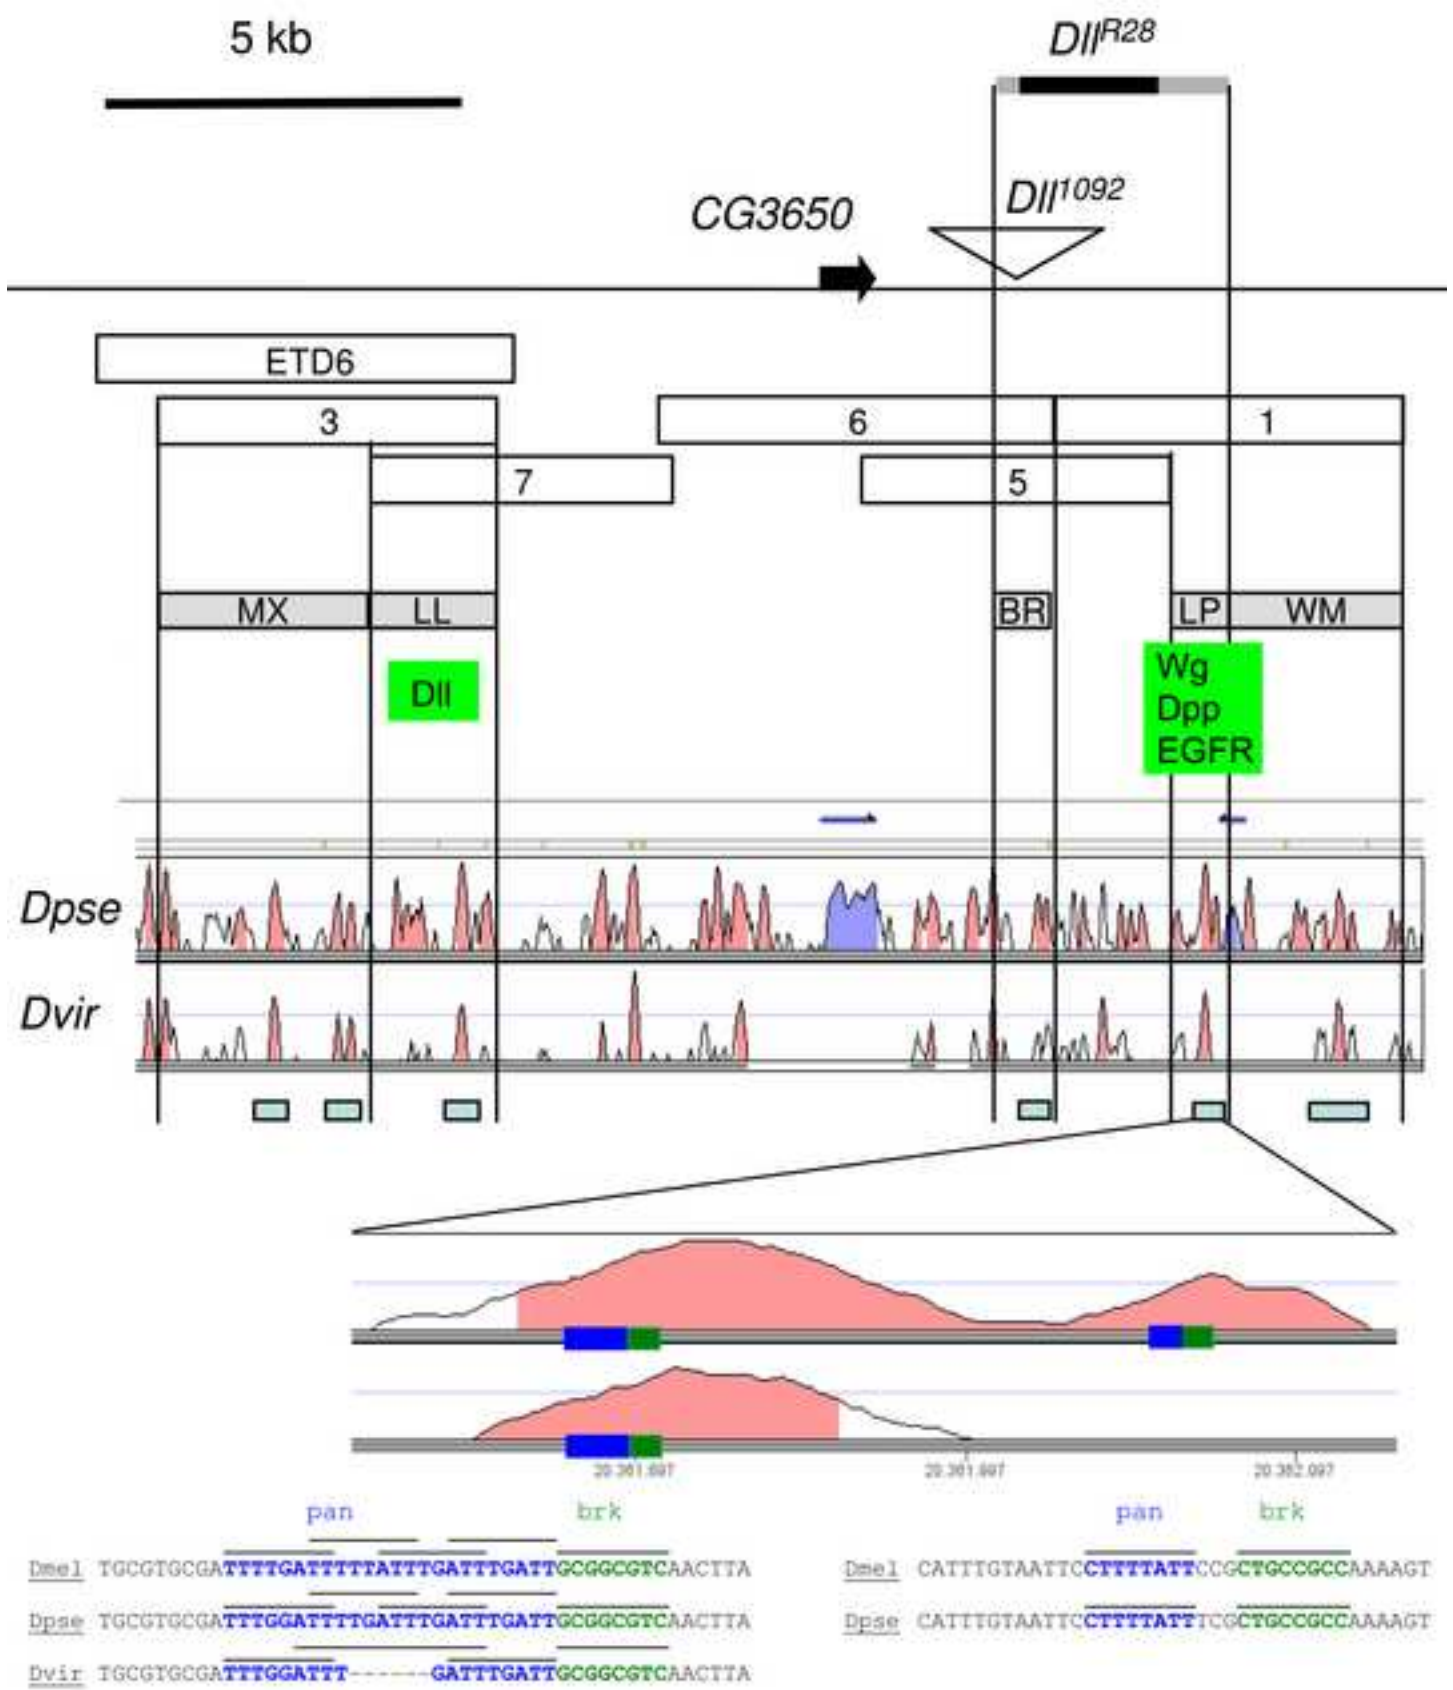 5 kb
Dll^R28
Dll^1092
CG3650
ETD6
3
6
1
7
5
MX
LL
BR
LP
WM
Dll
Wg
Dpp
EGFR
Dpse
Dvir
pan
brk
pan
brk
Dmel TGCGTGCGATTTTGATTTTTATTTGATTTGATTGCGGCGTCAACTTA
Dmel CATTTGTAATTCCTTTTATTCCGCTGCCGCCAAAAGT
Dpse TGCGTGCGATTTGGATTTTGATTTGATTTGATTGCGGCGTCAACTTA
Dpse CATTTGTAATTCCTTTTATTTCGCTGCCGCCAAAAGT
Dvir TGCGTGCGATTTGGATTT------GATTTGATTGCGGCGTCAACTTA